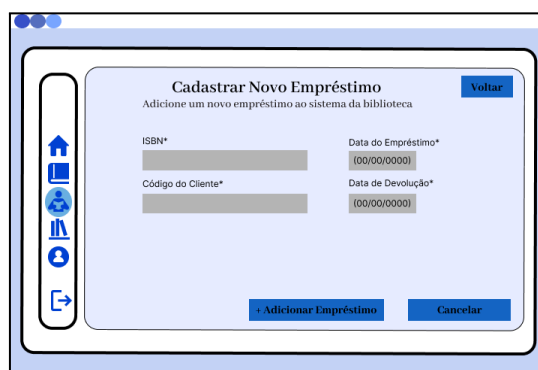 Cadastrar Novo Empréstimo
Voltar
Adicione um novo empréstimo ao sistema da biblioteca
ISBN*
Data do Empréstimo*
(00/00/0000)
Código do Cliente*
Data de Devolução*
(00/00/0000)
+ Adicionar Empréstimo
Cancelar